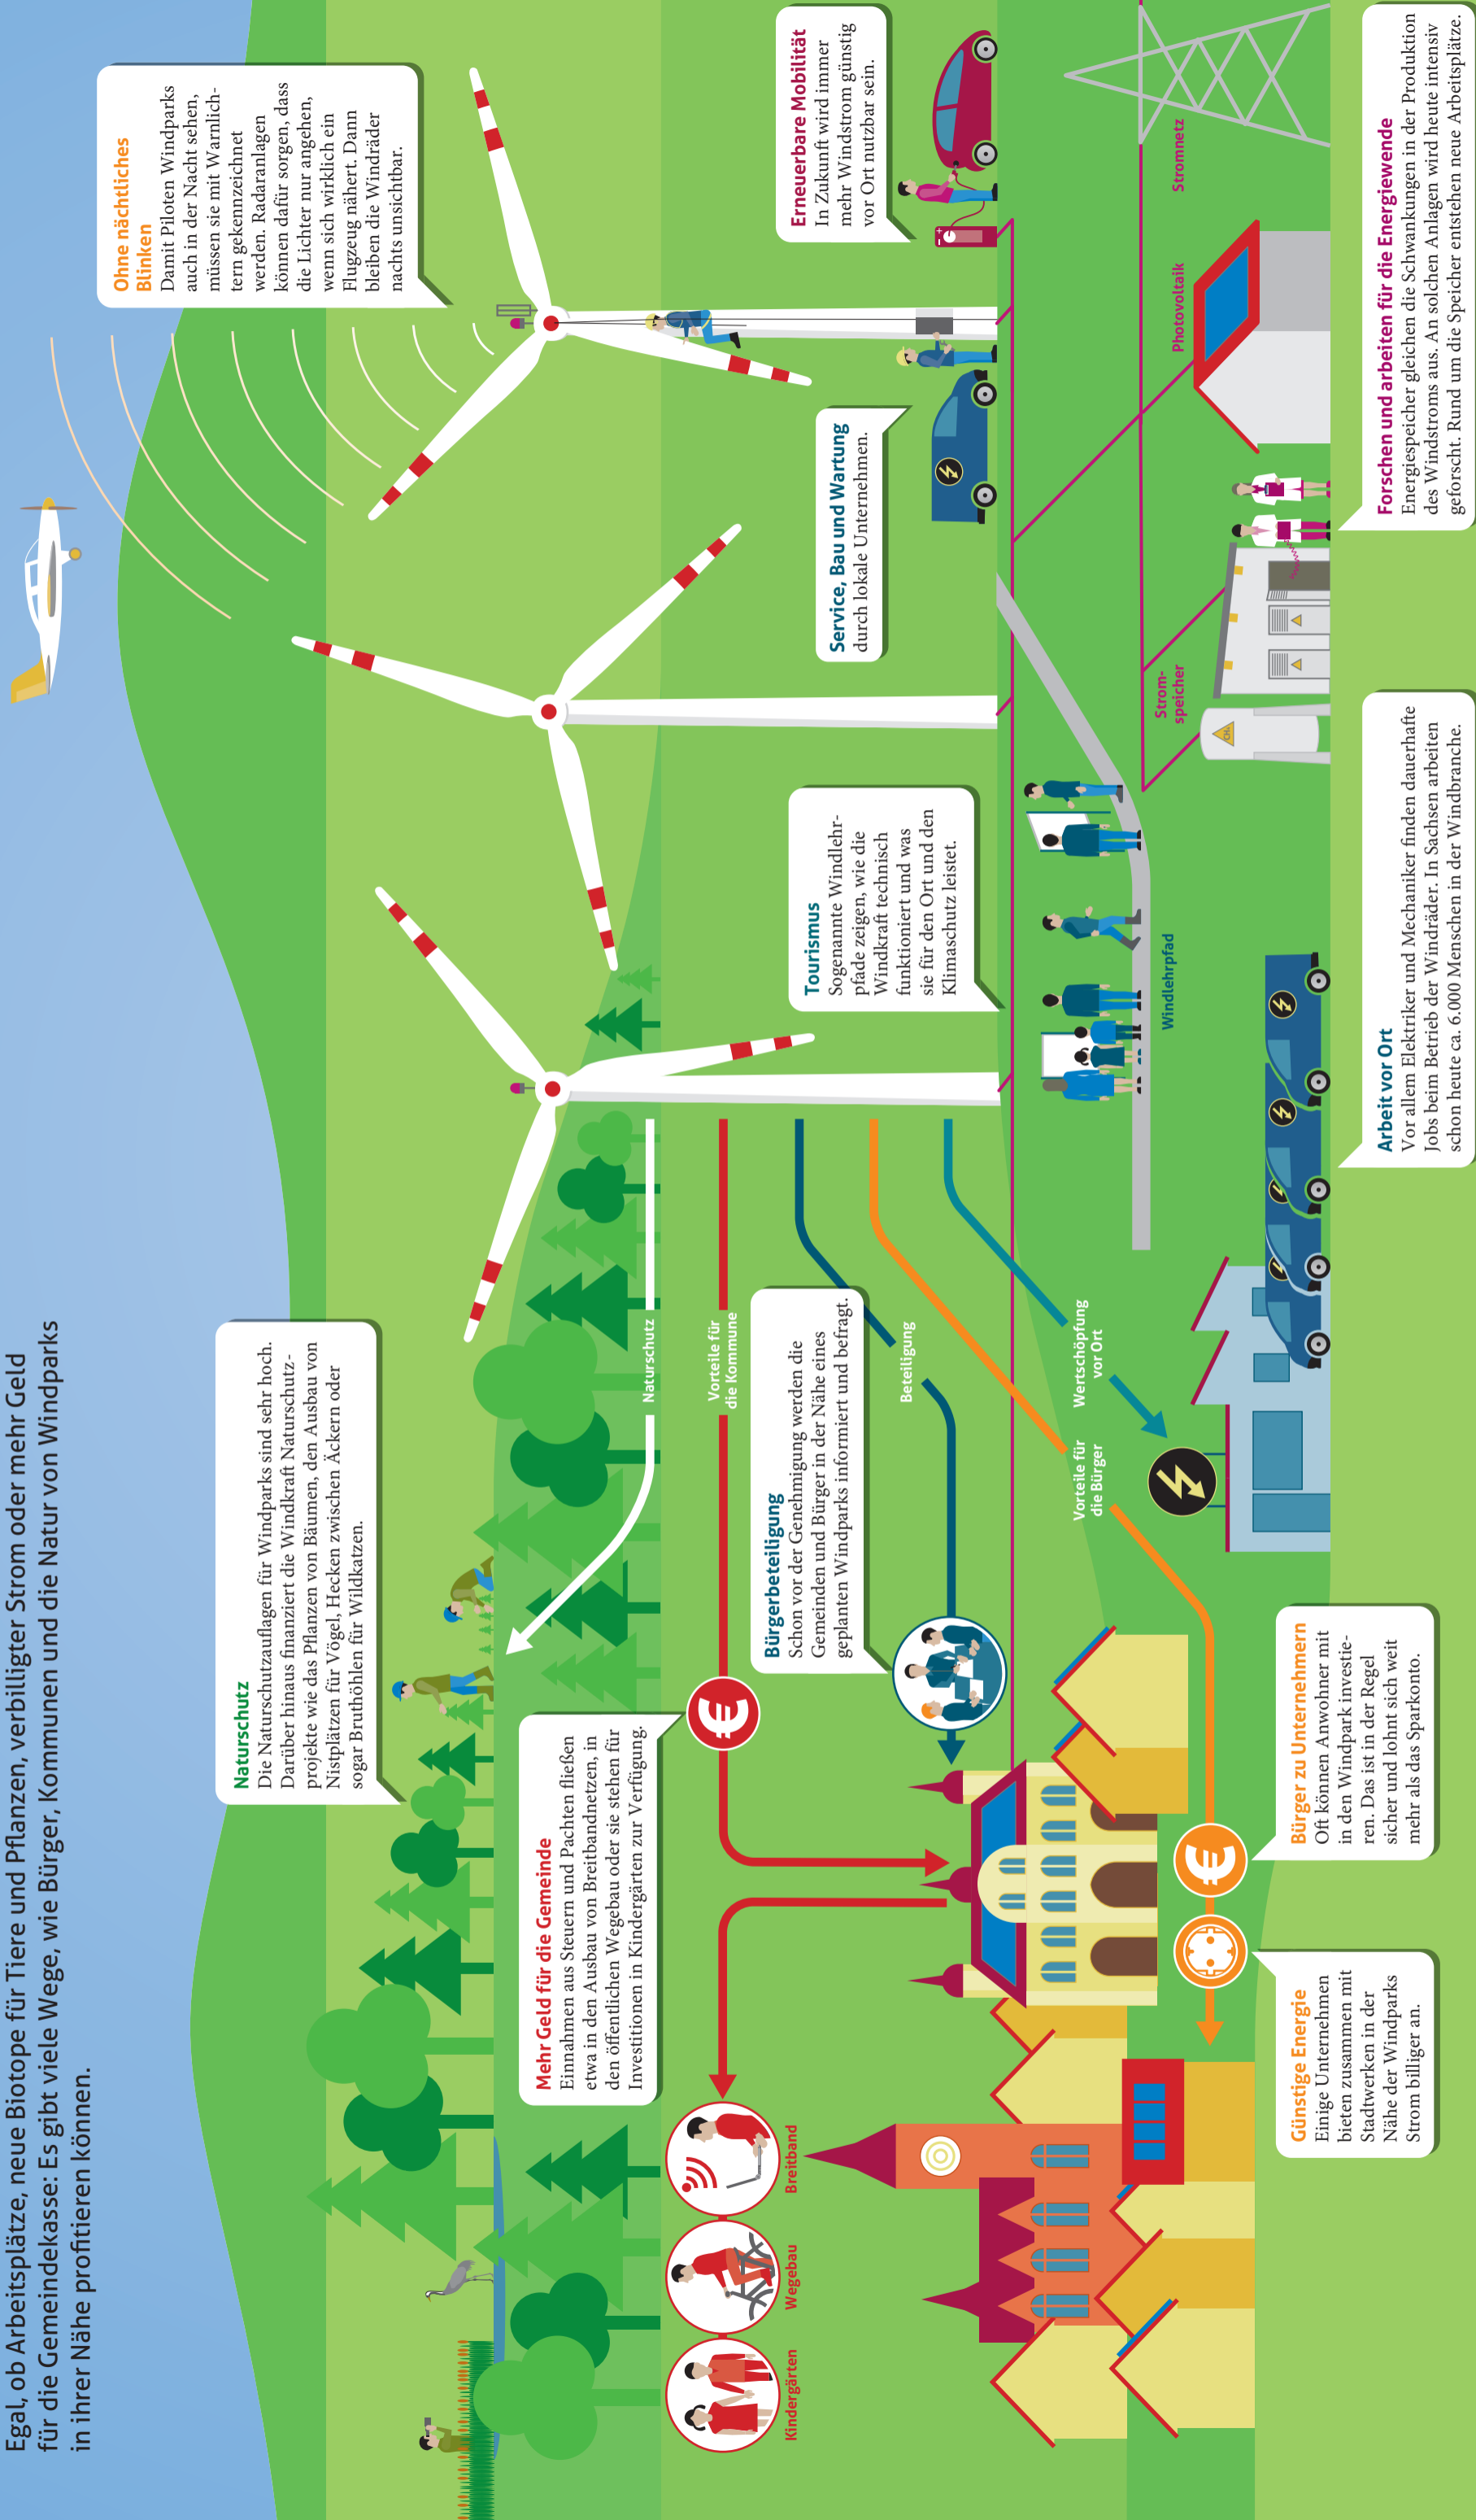 Egal, ob Arbeitsplätze, neue Biotope für Tiere und Pflanzen, verbilligter Strom oder mehr Geld
für die Gemeindekasse: Es gibt viele Wege, wie Bürger, Kommunen und die Natur von Windparks
in ihrer Nähe profitieren können.
Naturschutz
Die Naturschutzauflagen für Windparks sind sehr hoch.
Darüber hinaus finanziert die Windkraft Naturschutz-
projekte wie das Pflanzen von Bäumen, den Ausbau von
Nistplätzen für Vögel, Hecken zwischen Äckern oder
sogar Bruthöhlen für Wildkatzen.
Ohne nächtliches
Blinken
Damit Piloten Windparks
auch in der Nacht sehen,
müssen sie mit Warnlich-
tern gekennzeichnet
werden. Radaranlagen
können dafür sorgen, dass
die Lichter nur angehen,
wenn sich wirklich ein
Flugzeug nähert. Dann
bleiben die Windräder
nachts unsichtbar.
Mehr Geld für die Gemeinde
Einnahmen aus Steuern und Pachten fließen
etwa in den Ausbau von Breitbandnetzen, in
den öffentlichen Wegebau oder sie stehen für
Investitionen in Kindergärten zur Verfügung.
Naturschutz
Vorteile für
die Kommune
Kindergärten
Wegebau
Breitband
€
Bürgerbeteiligung
Schon vor der Genehmigung werden die
Gemeinden und Bürger in der Nähe eines
geplanten Windparks informiert und befragt.
Beteiligung
Tourismus
Sogenannte Windlehr-
pfade zeigen, wie die
Windkraft technisch
funktioniert und was
sie für den Ort und den
Klimaschutz leistet.
Service, Bau und Wartung
durch lokale Unternehmen.
Erneuerbare Mobilität
In Zukunft wird immer
mehr Windstrom günstig
vor Ort nutzbar sein.
Vorteile für
die Bürger
Wertschöpfung
vor Ort
Windlehrpfad
Strom-
speicher
Photovoltaik
Stromnetz
CH₄
€
Günstige Energie
Einige Unternehmen
bieten zusammen mit
Stadtwerken in der
Nähe der Windparks
Strom billiger an.
Bürger zu Unternehmern
Oft können Anwohner mit
in den Windpark investie-
ren. Das ist in der Regel
sicher und lohnt sich weit
mehr als das Sparkonto.
Arbeit vor Ort
Vor allem Elektriker und Mechaniker finden dauerhafte
Jobs beim Betrieb der Windräder. In Sachsen arbeiten
schon heute ca. 6.000 Menschen in der Windbranche.
Forschen und arbeiten für die Energiewende
Energiespeicher gleichen die Schwankungen in der Produktion
des Windstroms aus. An solchen Anlagen wird heute intensiv
geforscht. Rund um die Speicher entstehen neue Arbeitsplätze.